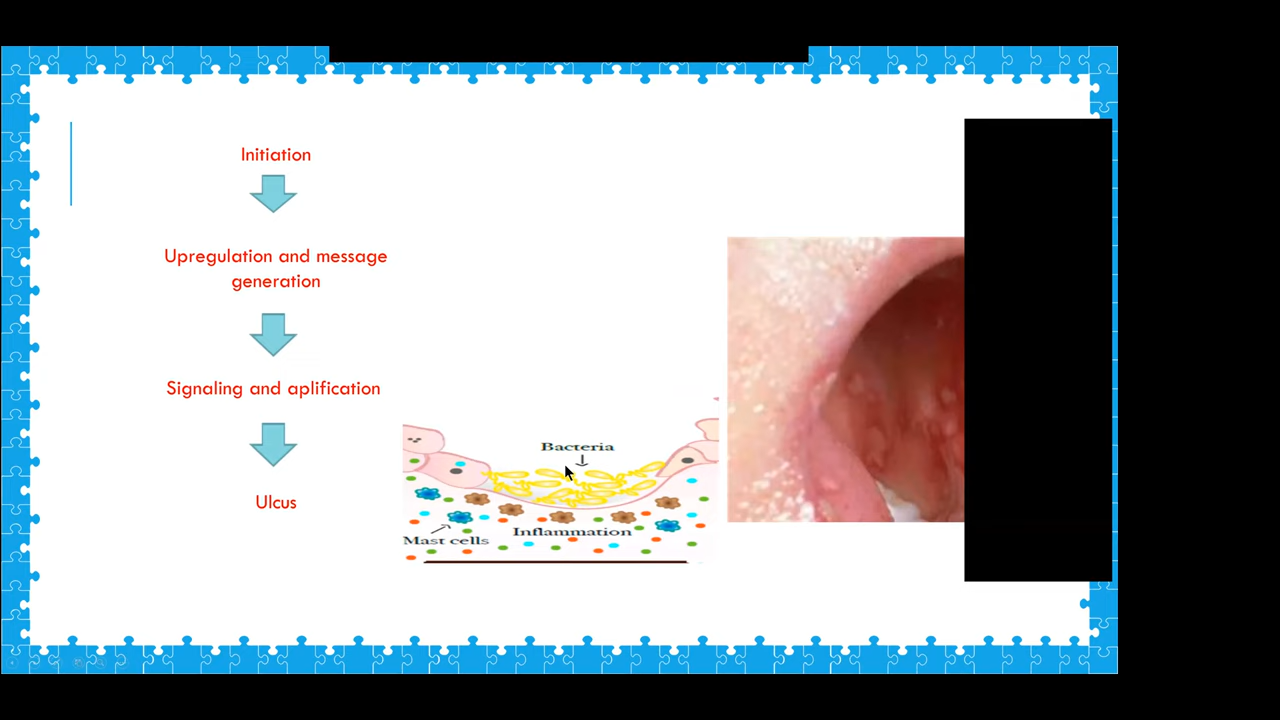 Initiation
Upregulation and message
generation
Signaling and aplification
Ulcus
Bacteria
Inflammation
Mast cells